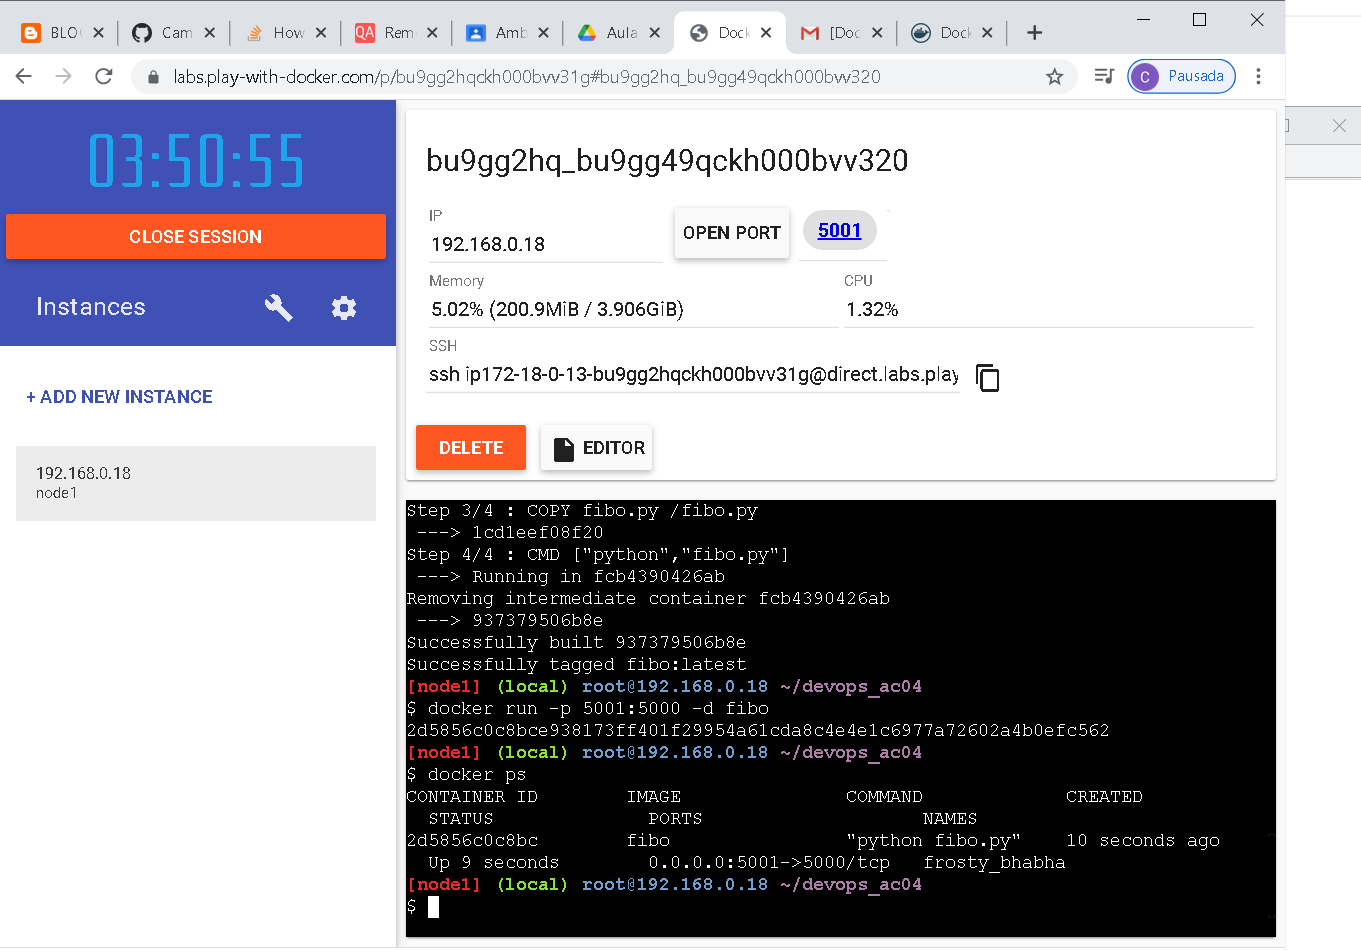 BLO
Cam
How
QA Rem
Amb
Aula
Dock
[Doc
Dock
labs.play-with-docker.com/p/bu9gg2hqckh000bvv31g#bu9gg2hq_bu9gg49qckh000bvv320
C Pausada
03:50:55
CLOSE SESSION
Instances
+ ADD NEW INSTANCE
192.168.0.18
node1
bu9gg2hq_bu9gg49qckh000bvv320
IP
192.168.0.18
OPEN PORT
5001
Memory
5.02% (200.9MiB / 3.906GiB)
CPU
1.32%
SSH
ssh ip172-18-0-13-bu9gg2hqckh000bvv31g@direct.labs.play
DELETE
EDITOR
Step 3/4 : COPY fibo.py /fibo.py
---> 1cd1eef08f20
Step 4/4 : CMD ["python","fibo.py"]
---> Running in fcb4390426ab
Removing intermediate container fcb4390426ab
---> 937379506b8e
Successfully built 937379506b8e
Successfully tagged fibo:latest
[node1] (local) root@192.168.0.18 ~/devops_ac04
$ docker run -p 5001:5000 -d fibo
2d5856c0c8bce938173ff401f29954a61cda8c4e4e1c6977a72602a4b0efc562
[node1] (local) root@192.168.0.18 ~/devops_ac04
$ docker ps
CONTAINER ID IMAGE COMMAND CREATED
STATUS PORTS NAMES
2d5856c0c8bc fibo "python fibo.py" 10 seconds ago
Up 9 seconds 0.0.0.0:5001->5000/tcp frosty_bhabha
[node1] (local) root@192.168.0.18 ~/devops_ac04
$